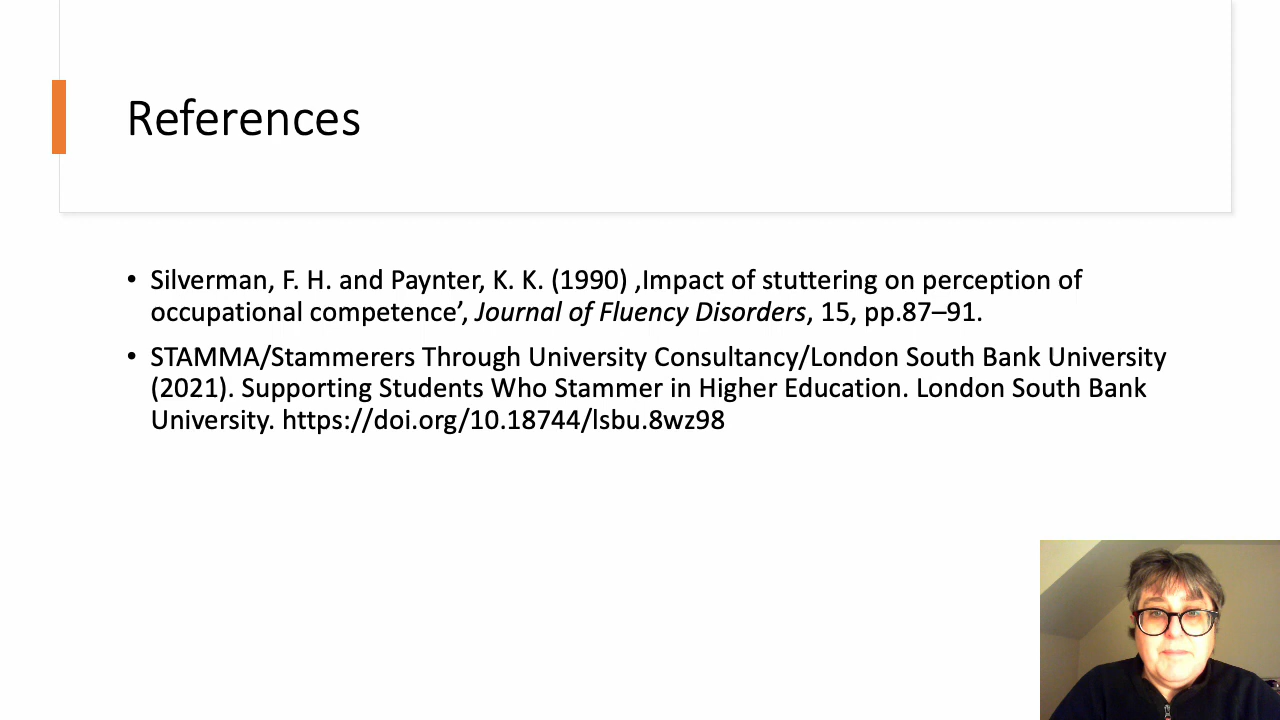 References
• Silverman, F. H. and Paynter, K. K. (1990) ,Impact of stuttering on perception of
occupational competence’, Journal of Fluency Disorders, 15, pp.87–91.
• STAMMA/Stammerers Through University Consultancy/London South Bank University
(2021). Supporting Students Who Stammer in Higher Education. London South Bank
University. https://doi.org/10.18744/lsbu.8wz98